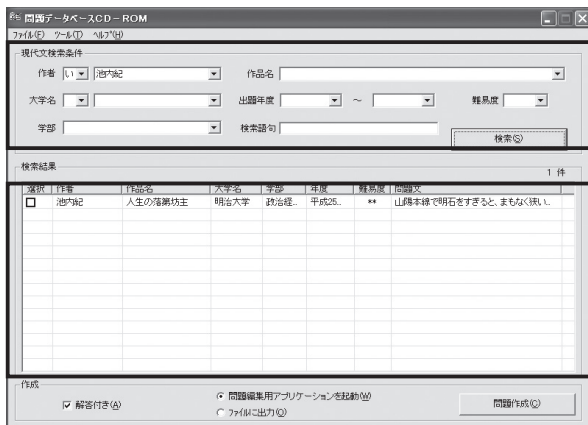 問題データベースCD-ROM
ファイル(F) ツール(T) ヘルプ(H)
現代文検索条件
作者 い 池内紀 作品名
大学名 出題年度 ～ 難易度
学部 検索語句 検索(S)
検索結果
1 件
選択 作者 作品名 大学名 学部 年度 難易度 問題文
池内紀 人生の落第坊主 明治大学 政治経... 平成25... ** 山陽本線で明石をすぎると、まもなく狭い...
作成
解答付き(A) 問題編集用アプリケーションを起動(W) 問題作成(C)
ファイルに出力(O)